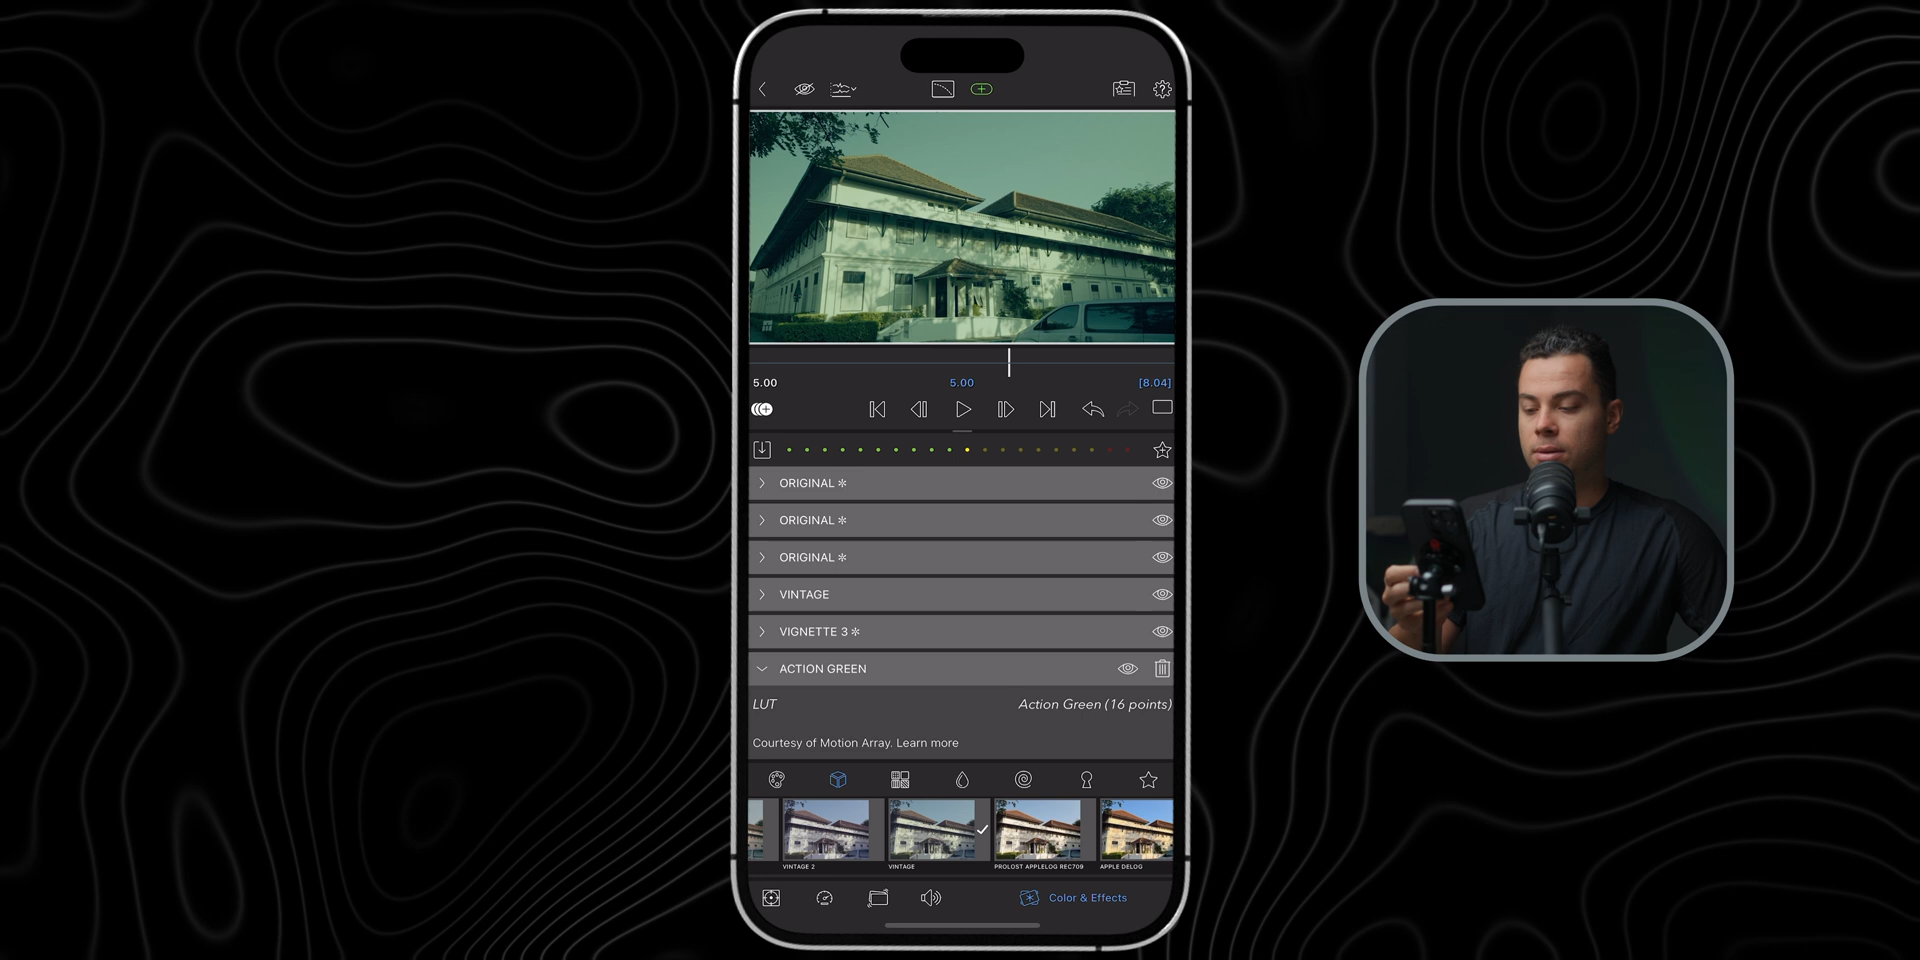 5.00 5.00 [8.04]
ORIGINAL ✻
ORIGINAL ✻
ORIGINAL ✻
VINTAGE
VIGNETTE 3 ✻
ACTION GREEN
LUT Action Green (16 points)
Courtesy of Motion Array. Learn more
VINTAGE 2 VINTAGE PROLOST APPLELOG REC709 APPLE DELOG
Color & Effects